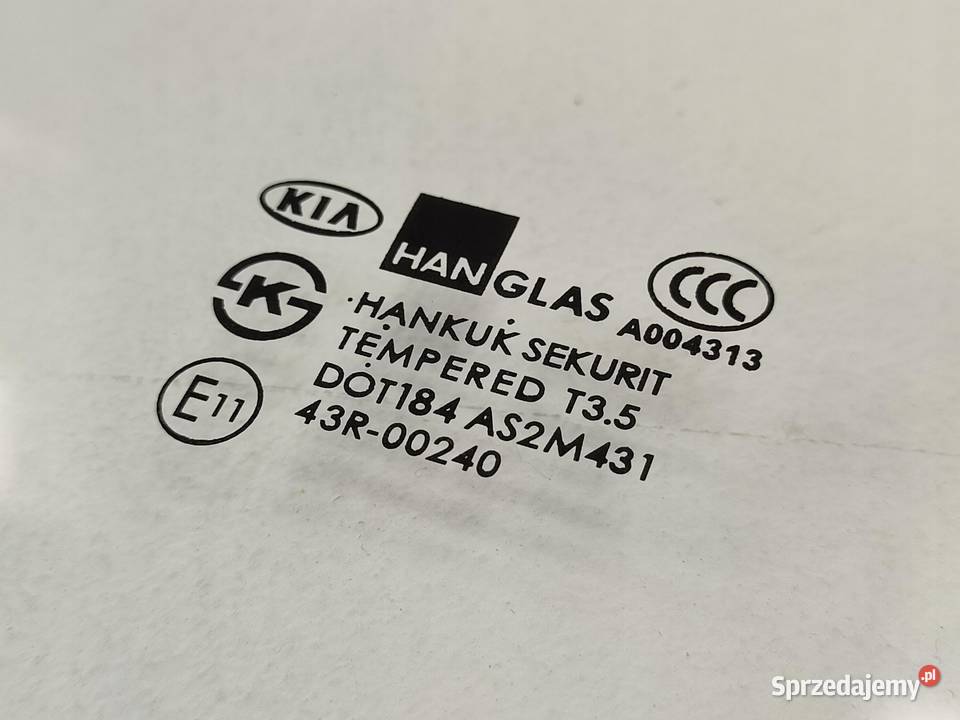 KIA
HANGLAS
CCC
A004313
K
·HANKUK SEKURIT
TEMPERED T3.5
DOT184 AS2M431
E11
43R-00240
Sprzedajemy.pl